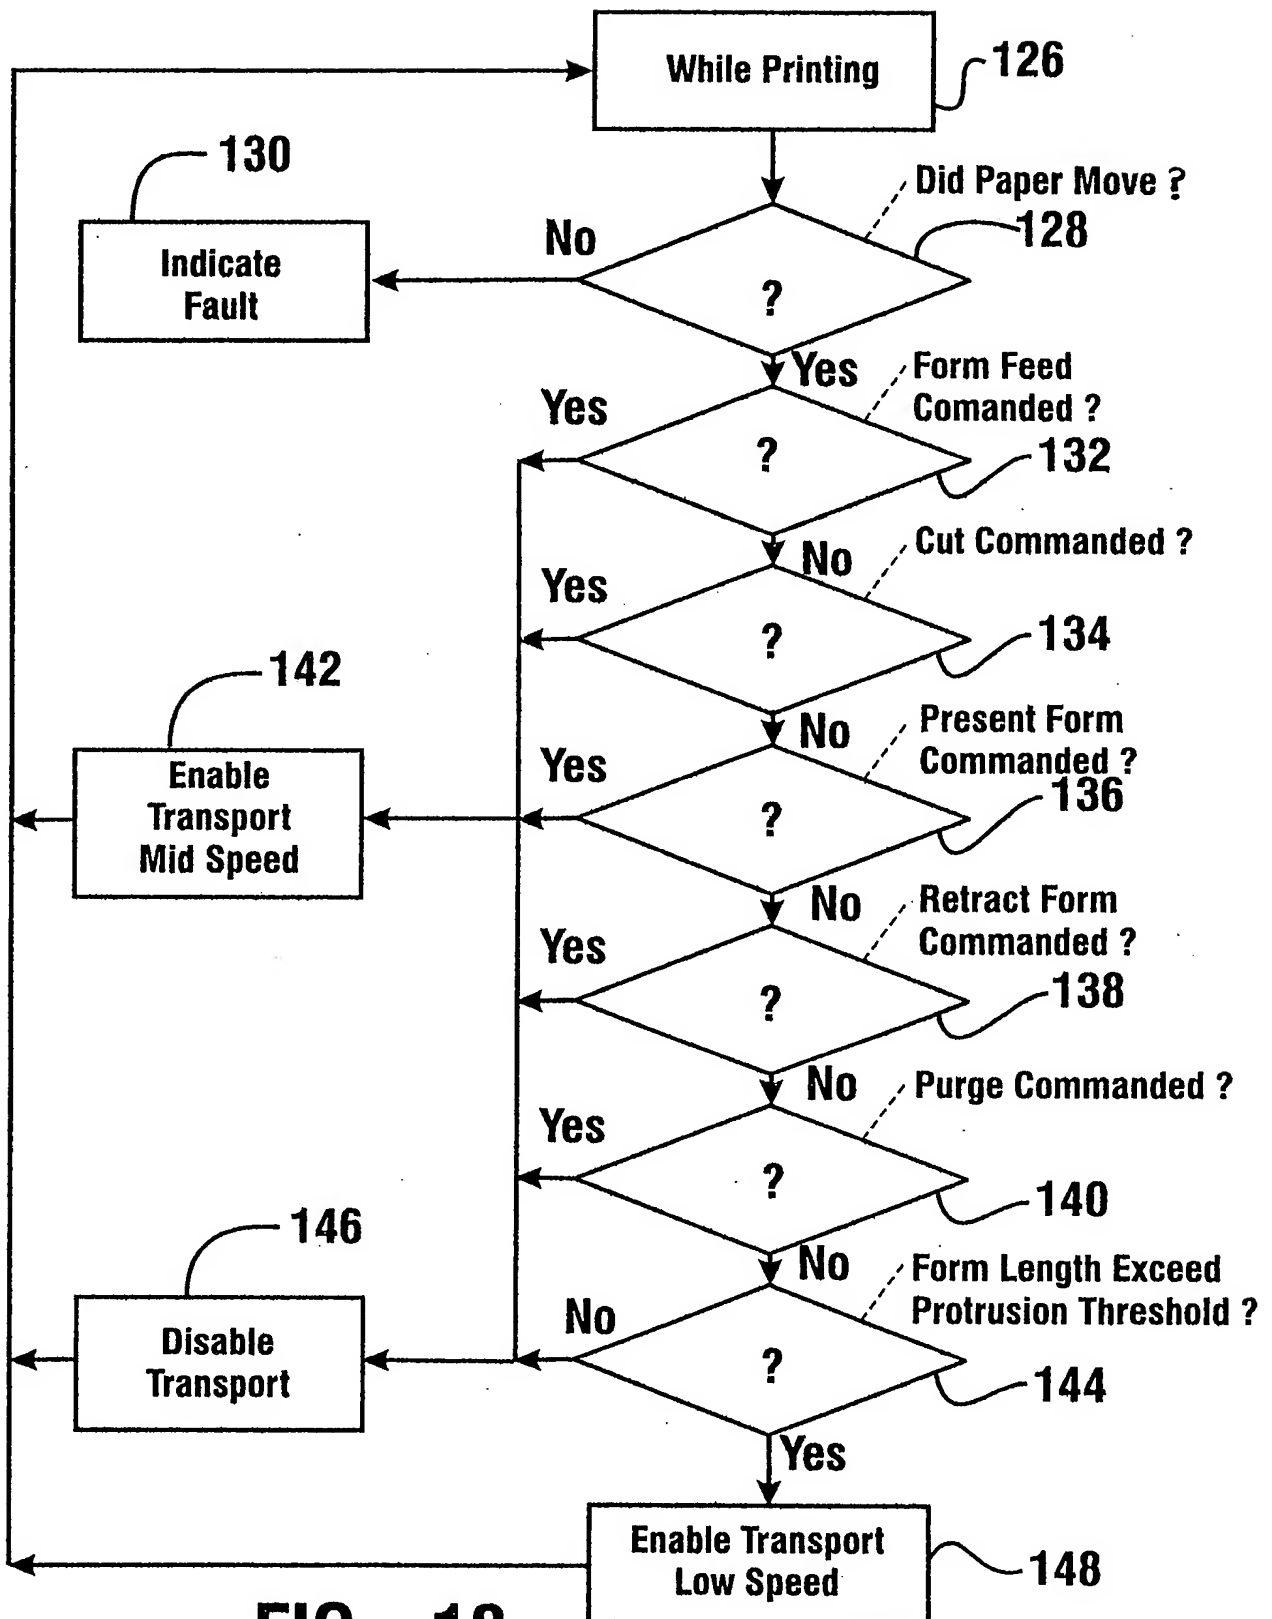 While Printing
126
130
Did Paper Move ?
128
No
Indicate
Fault
?
Yes
Form Feed
Comanded ?
Yes
?
132
Cut Commanded ?
No
Yes
?
134
142
Present Form
Commanded ?
No
Yes
136
Enable
Transport
Mid Speed
?
No
Retract Form
Commanded ?
Yes
?
138
No
Purge Commanded ?
Yes
?
140
146
No
Form Length Exceed
Protrusion Threshold ?
No
Disable
Transport
?
144
Yes
Enable Transport
Low Speed
148